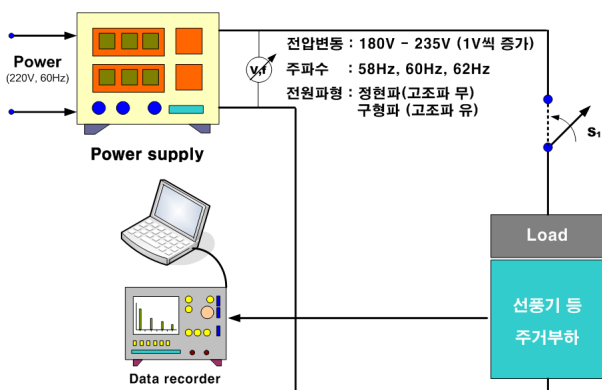 전압변동 : 180V - 235V (1V씩 증가)
Power
(220V, 60Hz)
V,f
주파수 : 58Hz, 60Hz, 62Hz
전원파형 : 정현파(고조파 무)
구형파 (고조파 유)
S1
Power supply
Load
선풍기 등
주거부하
Data recorder